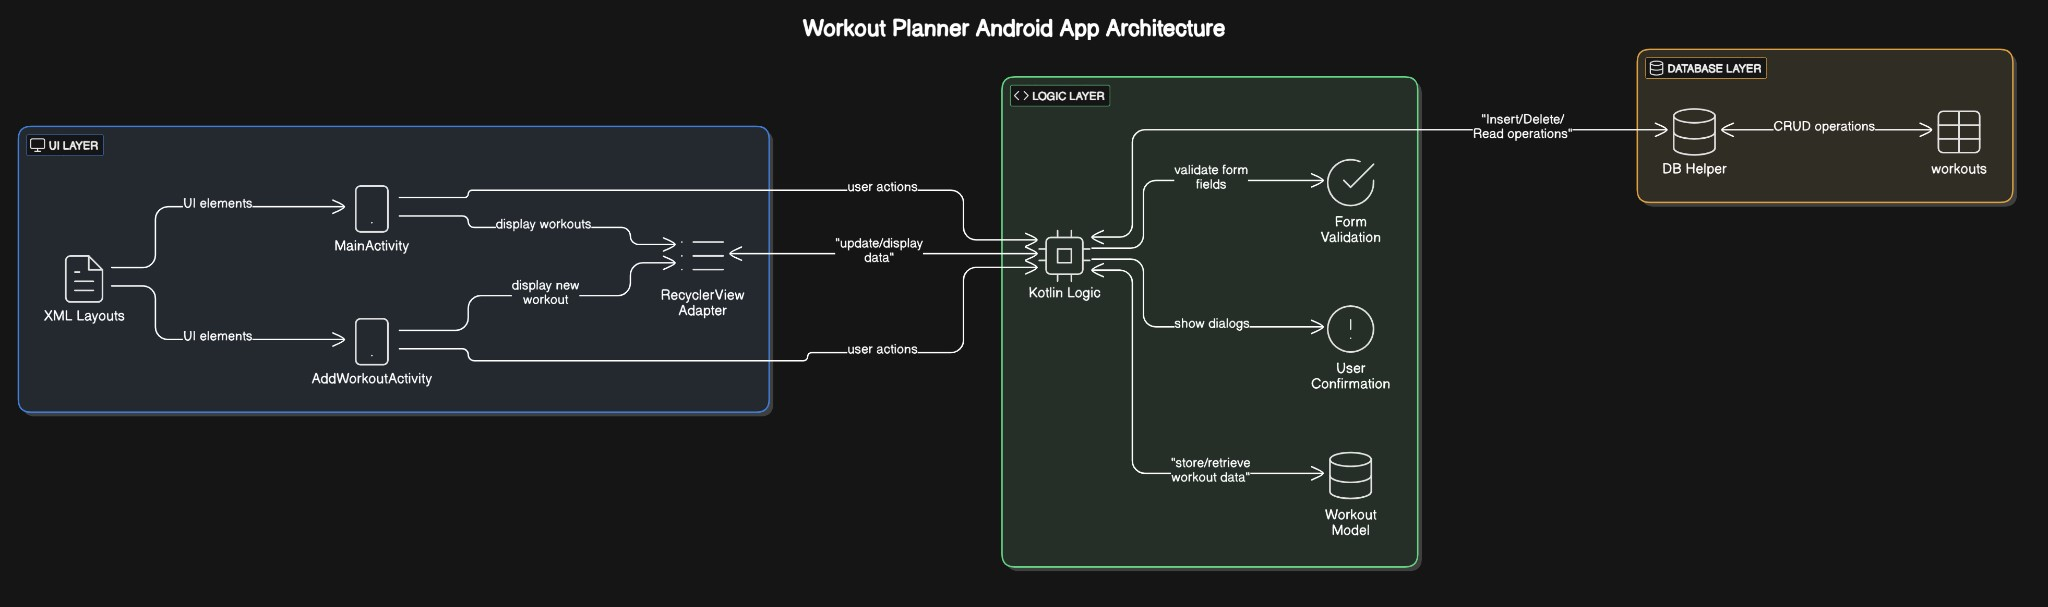 Workout Planner Android App Architecture
UI LAYER
XML Layouts
UI elements
UI elements
MainActivity
AddWorkoutActivity
display workouts
display new
workout
RecyclerView
Adapter
user actions
"update/display
data"
user actions
LOGIC LAYER
Kotlin Logic
validate form
fields
Form
Validation
show dialogs
User
Confirmation
"store/retrieve
workout data"
Workout
Model
"Insert/Delete/
Read operations"
DATABASE LAYER
DB Helper
CRUD operations
workouts